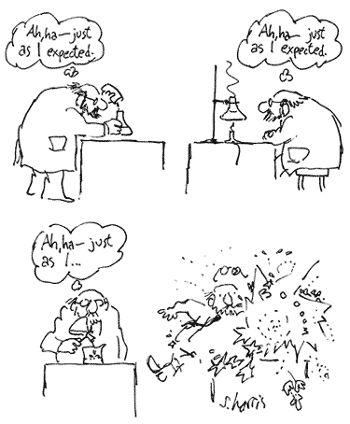 Ah, ha— just
as I expected.
Ah, ha— just
as I expected.
Ah, ha— just
as I...
s. harris